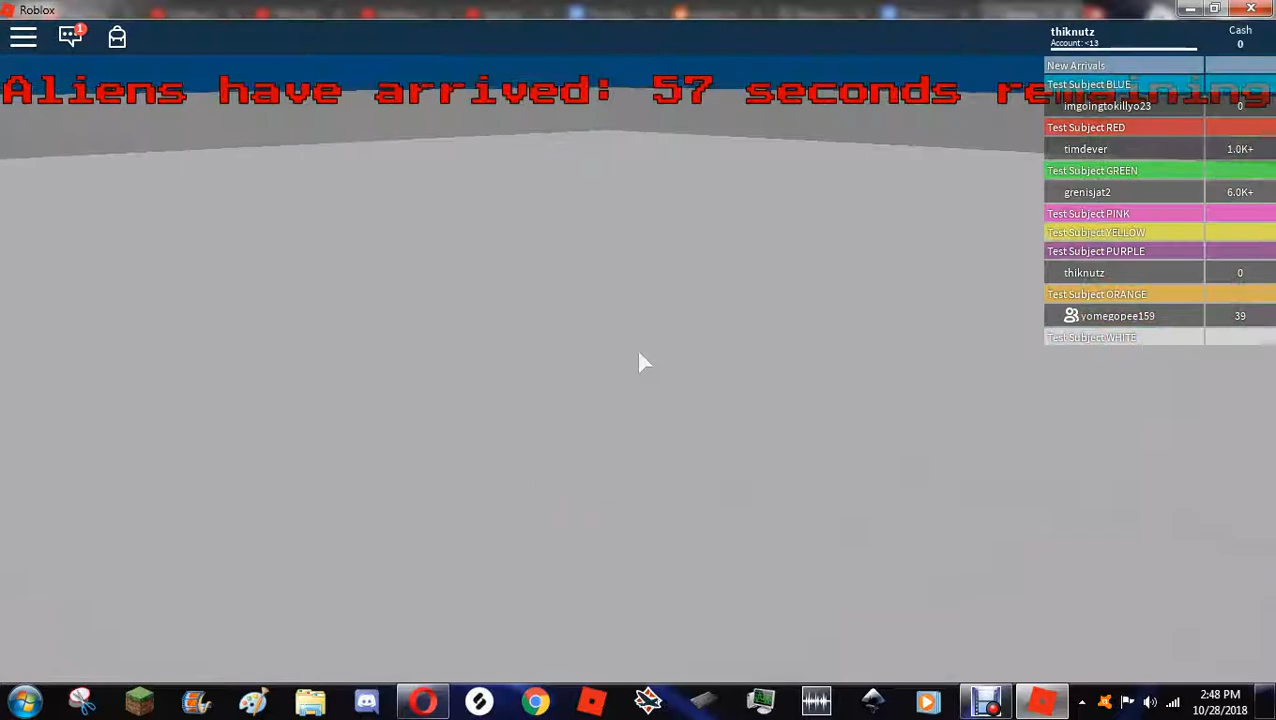 Roblox
1
thiknutz
Account: <13
Cash
0
Aliens have arrived: 57 seconds remaining
New Arrivals
Test Subject BLUE
imgoingtokillyo23 0
Test Subject RED
timdever 1.0K+
Test Subject GREEN
grenisjat2 6.0K+
Test Subject PINK
Test Subject YELLOW
Test Subject PURPLE
thiknutz 0
Test Subject ORANGE
yomegopee159 39
Test Subject WHITE
2:48 PM
10/28/2018